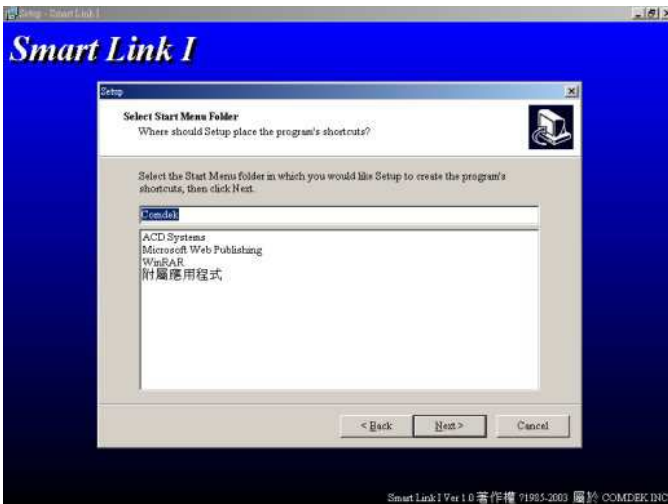 Setup - Smart Link I
Smart Link I
Setup
Select Start Menu Folder
Where should Setup place the program's shortcuts?
Select the Start Menu folder in which you would like Setup to create the program's
shortcuts, then click Next.
Comdek
ACD Systems
Microsoft Web Publishing
WinRAR
附屬應用程式
< Back
Next >
Cancel
Smart Link I Ver 1.0 著作權 ?1985-2003 屬於 COMDEK INC